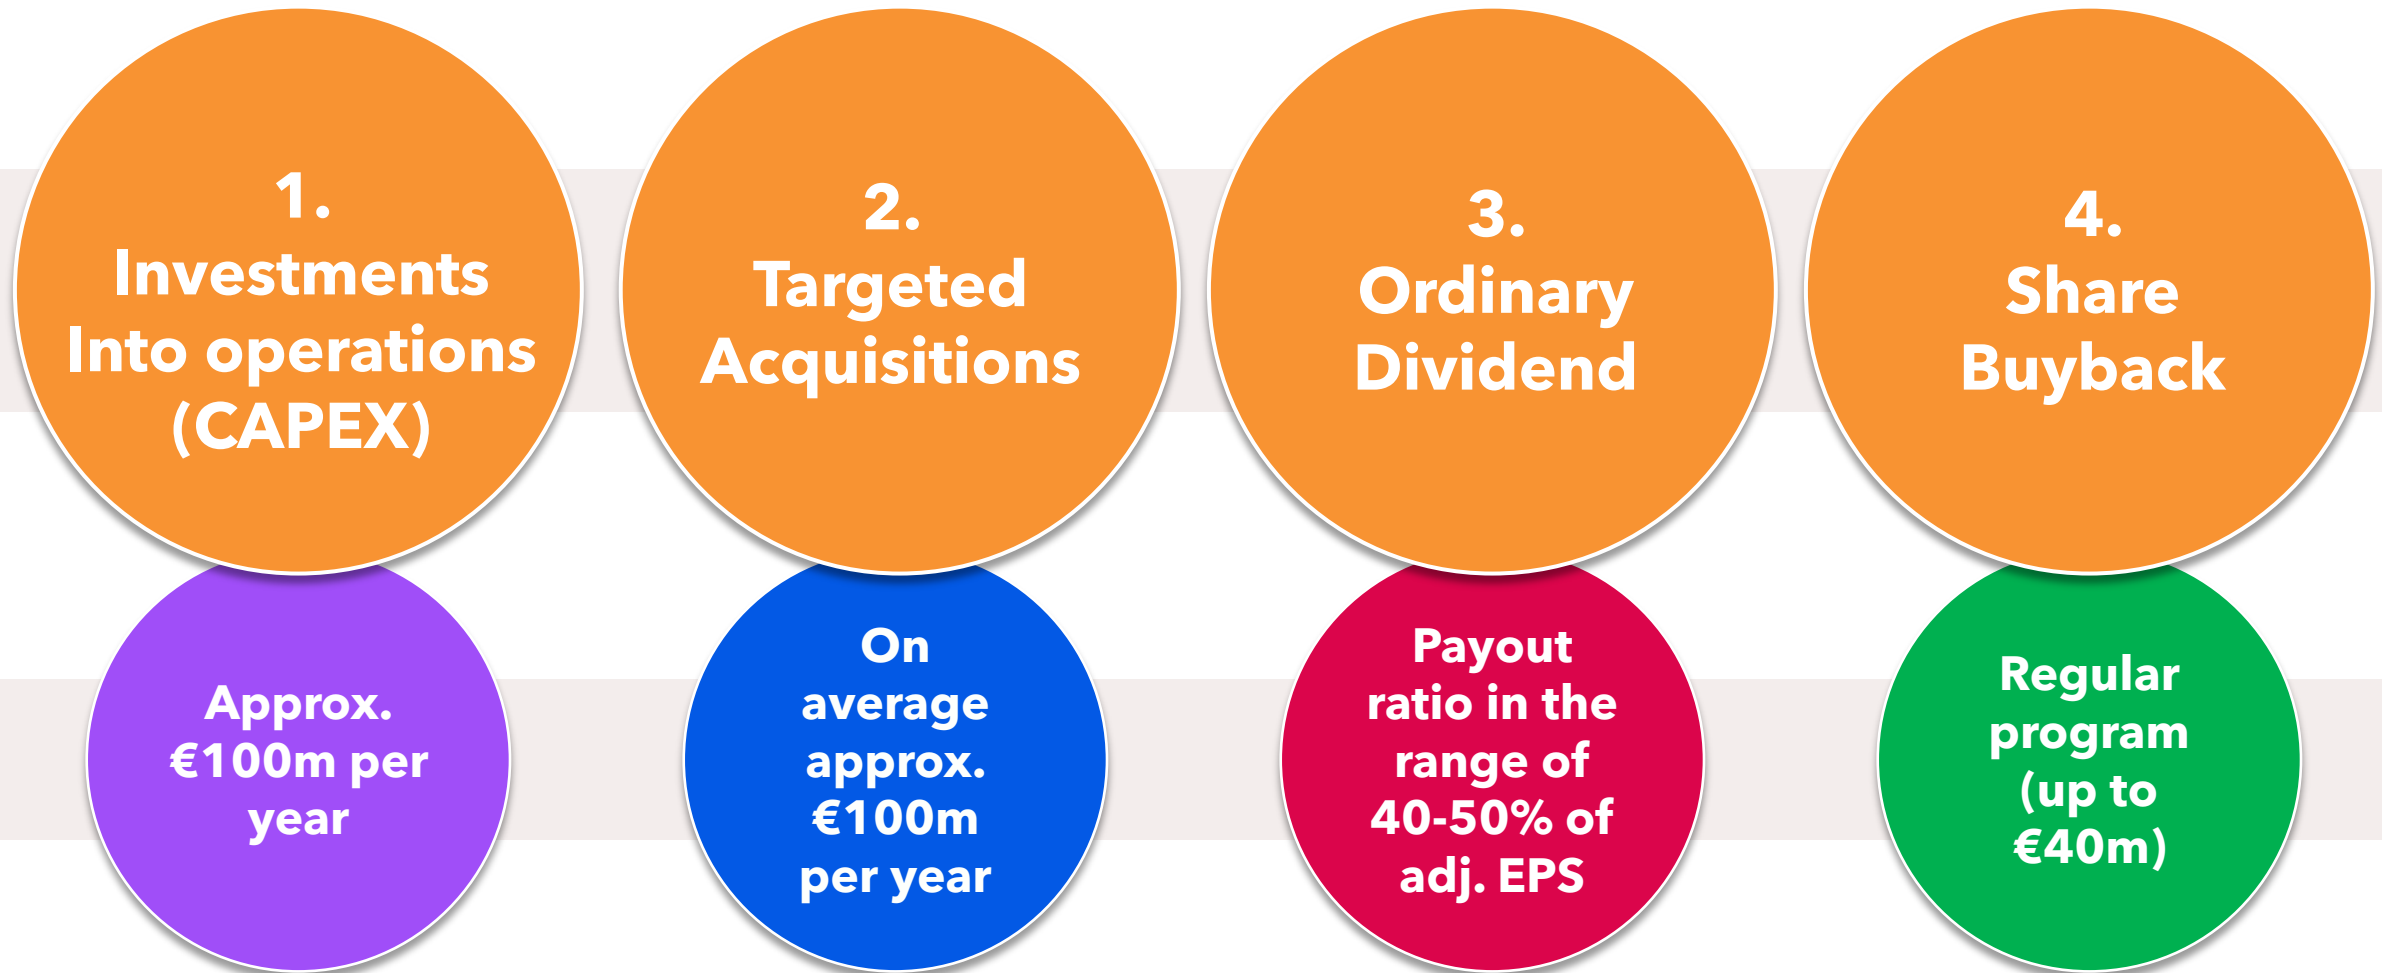 1.
Investments
Into operations
(CAPEX)
2.
Targeted
Acquisitions
3.
Ordinary
Dividend
4.
Share
Buyback
Approx.
€100m per
year
On
average
approx.
€100m
per year
Payout
ratio in the
range of
40-50% of
adj. EPS
Regular
program
(up to
€40m)